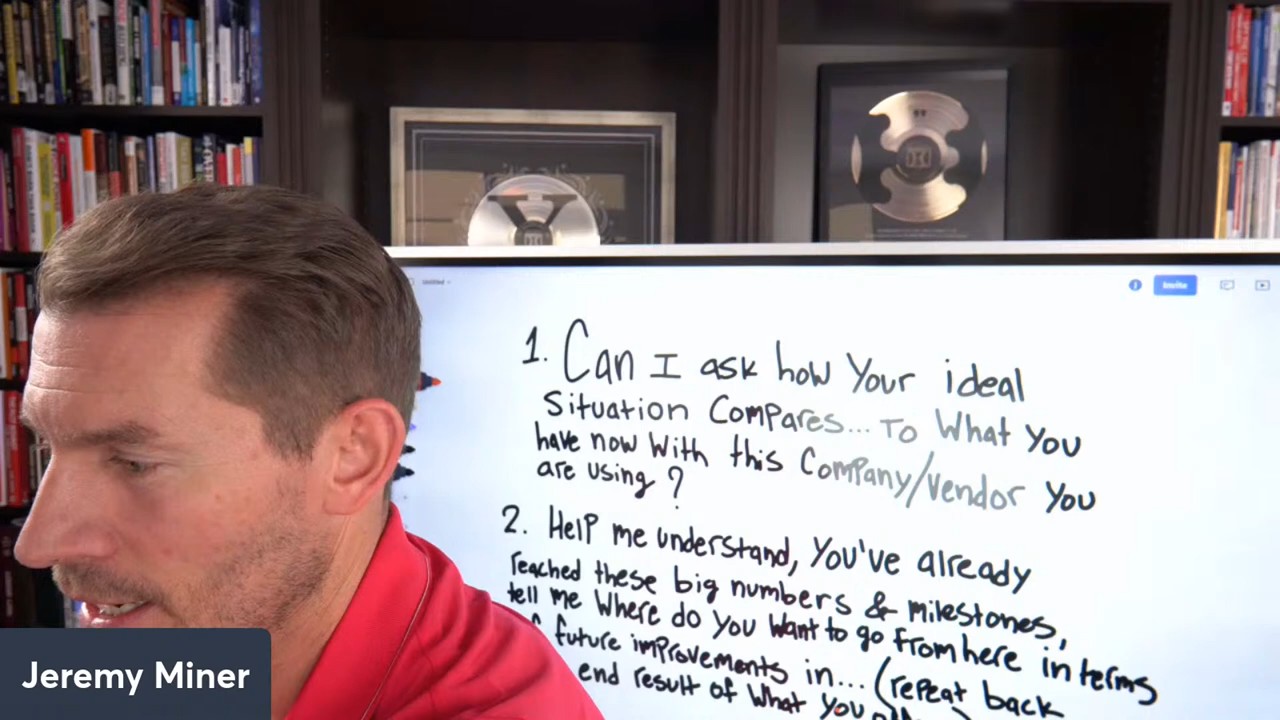 Untitled
Invite
1. Can I ask how Your ideal
Situation Compares... To What You
have now With this Company/Vendor You
are using?
2. Help me understand, You've already
reached these big numbers & milestones,
tell me Where do You Want to go from here in terms
future improvements in... (repeat back
end result of What You
Jeremy Miner